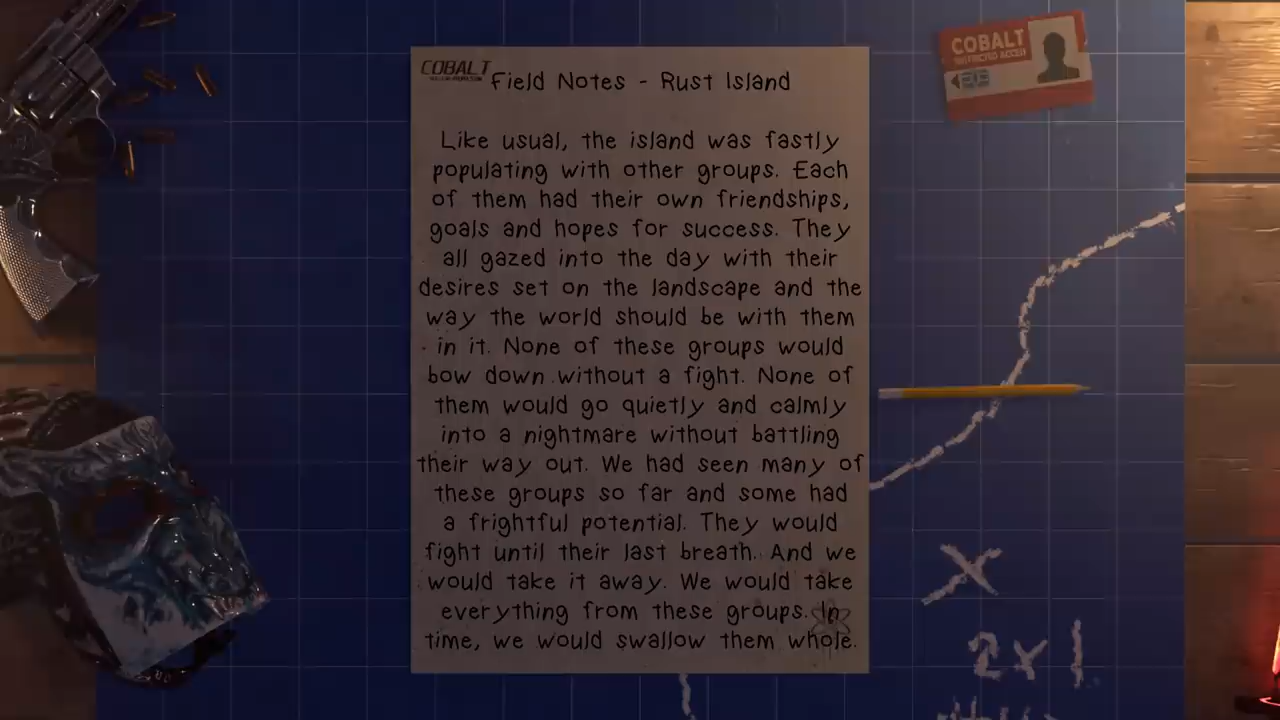 COBALT
Field Notes - Rust Island
Like usual, the island was fastly
populating with other groups. Each
of them had their own friendships,
goals and hopes for success. They
all gazed into the day with their
desires set on the landscape and the
way the world should be with them
in it. None of these groups would
bow down without a fight. None of
them would go quietly and calmly
into a nightmare without battling
their way out. We had seen many of
these groups so far and some had
a frightful potential. They would
fight until their last breath. And we
would take it away. We would take
everything from these groups. In
time, we would swallow them whole.
COBALT
RESTRICTED ACCESS
X
2x1